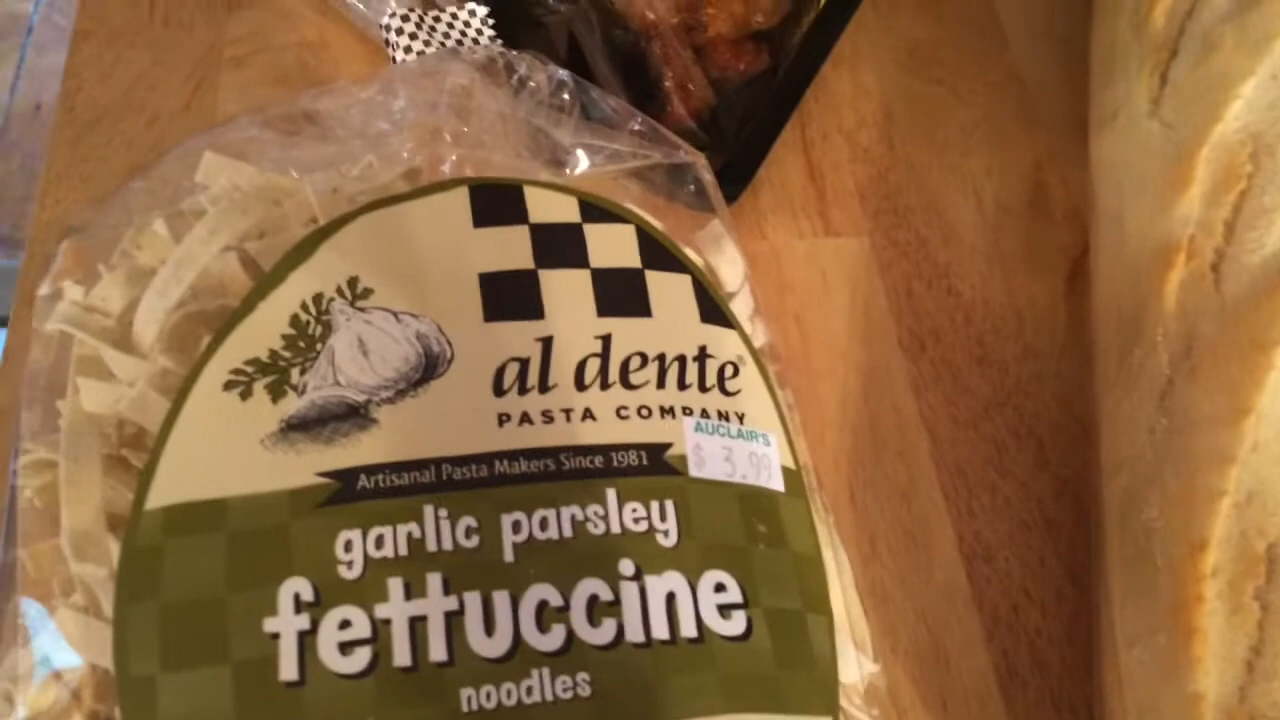 al dente®
PASTA COMPANY
AUCLAIR'S
$ 3.99
Artisanal Pasta Makers Since 1981
garlic parsley
fettuccine
noodles